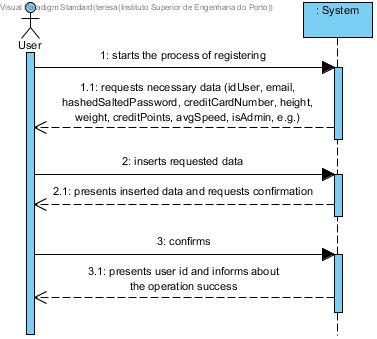 Visual Paradigm Standard(teresa(Instituto Superior de Engenharia do Porto))
: System
User
1: starts the process of registering
1.1: requests necessary data (idUser, email,
hashedSaltedPassword, creditCardNumber, height,
weight, creditPoints, avgSpeed, isAdmin, e.g.)
2: inserts requested data
2.1: presents inserted data and requests confirmation
3: confirms
3.1: presents user id and informs about
the operation success